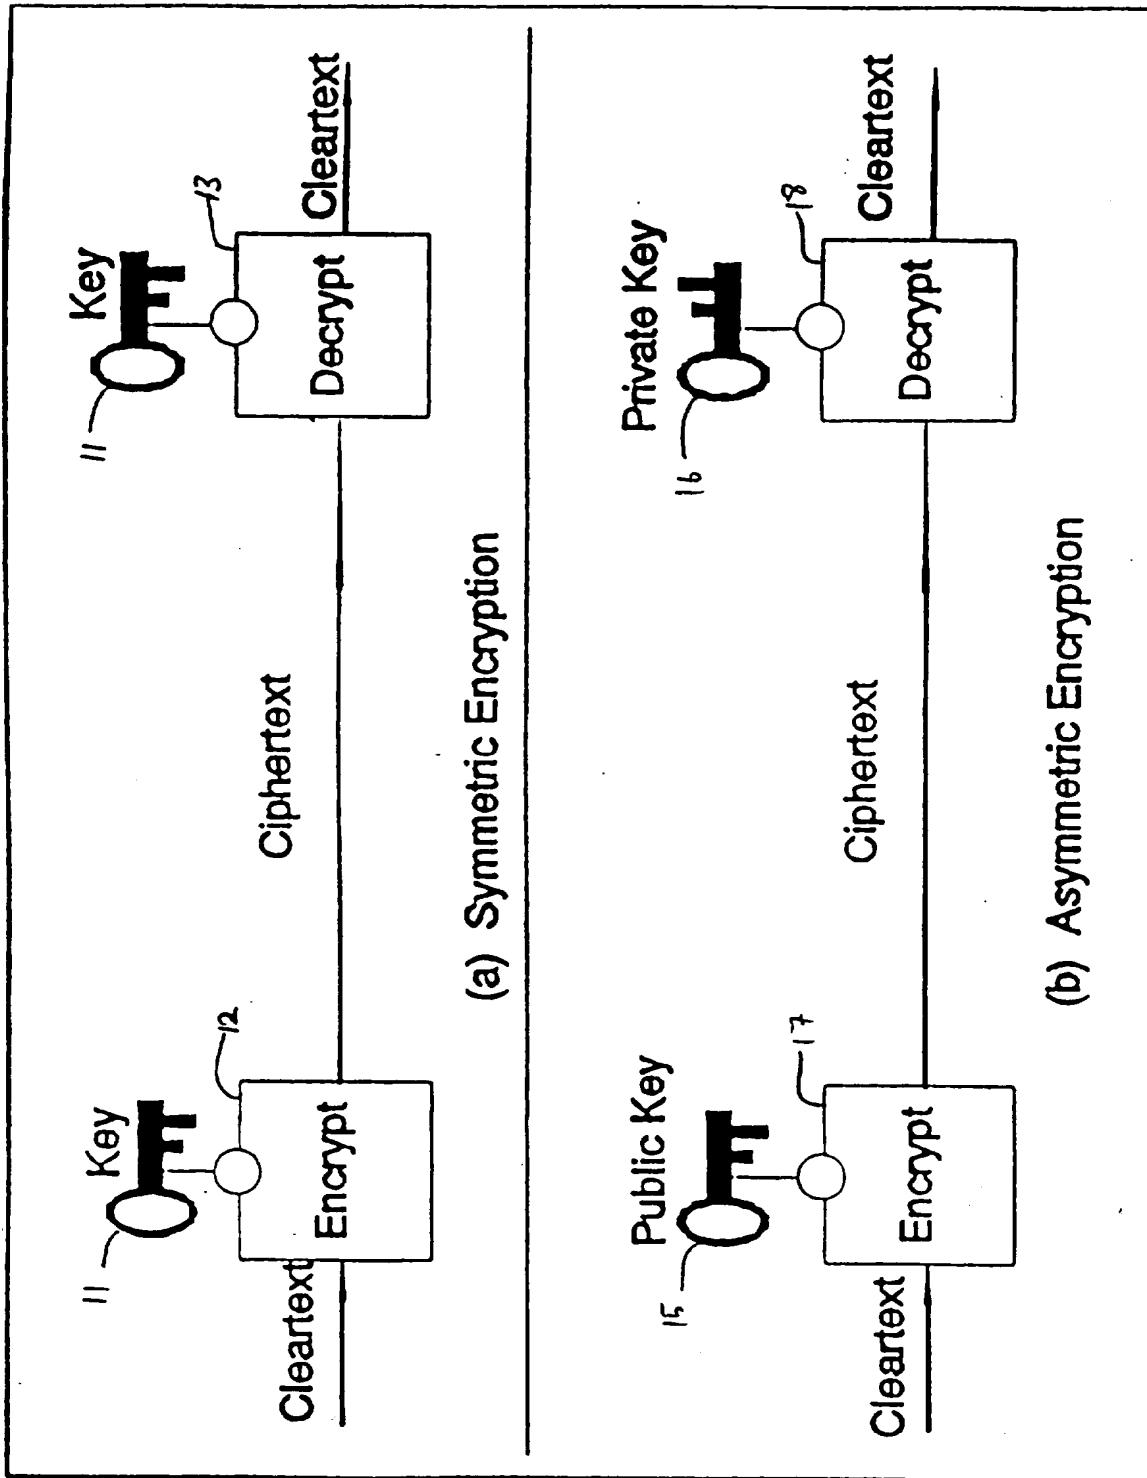 Key
Key
11
12
11
13
Cleartext
Encrypt
Ciphertext
Decrypt
Cleartext
(a) Symmetric Encryption
Public Key
Private Key
15
17
16
18
Cleartext
Encrypt
Ciphertext
Decrypt
Cleartext
(b) Asymmetric Encryption